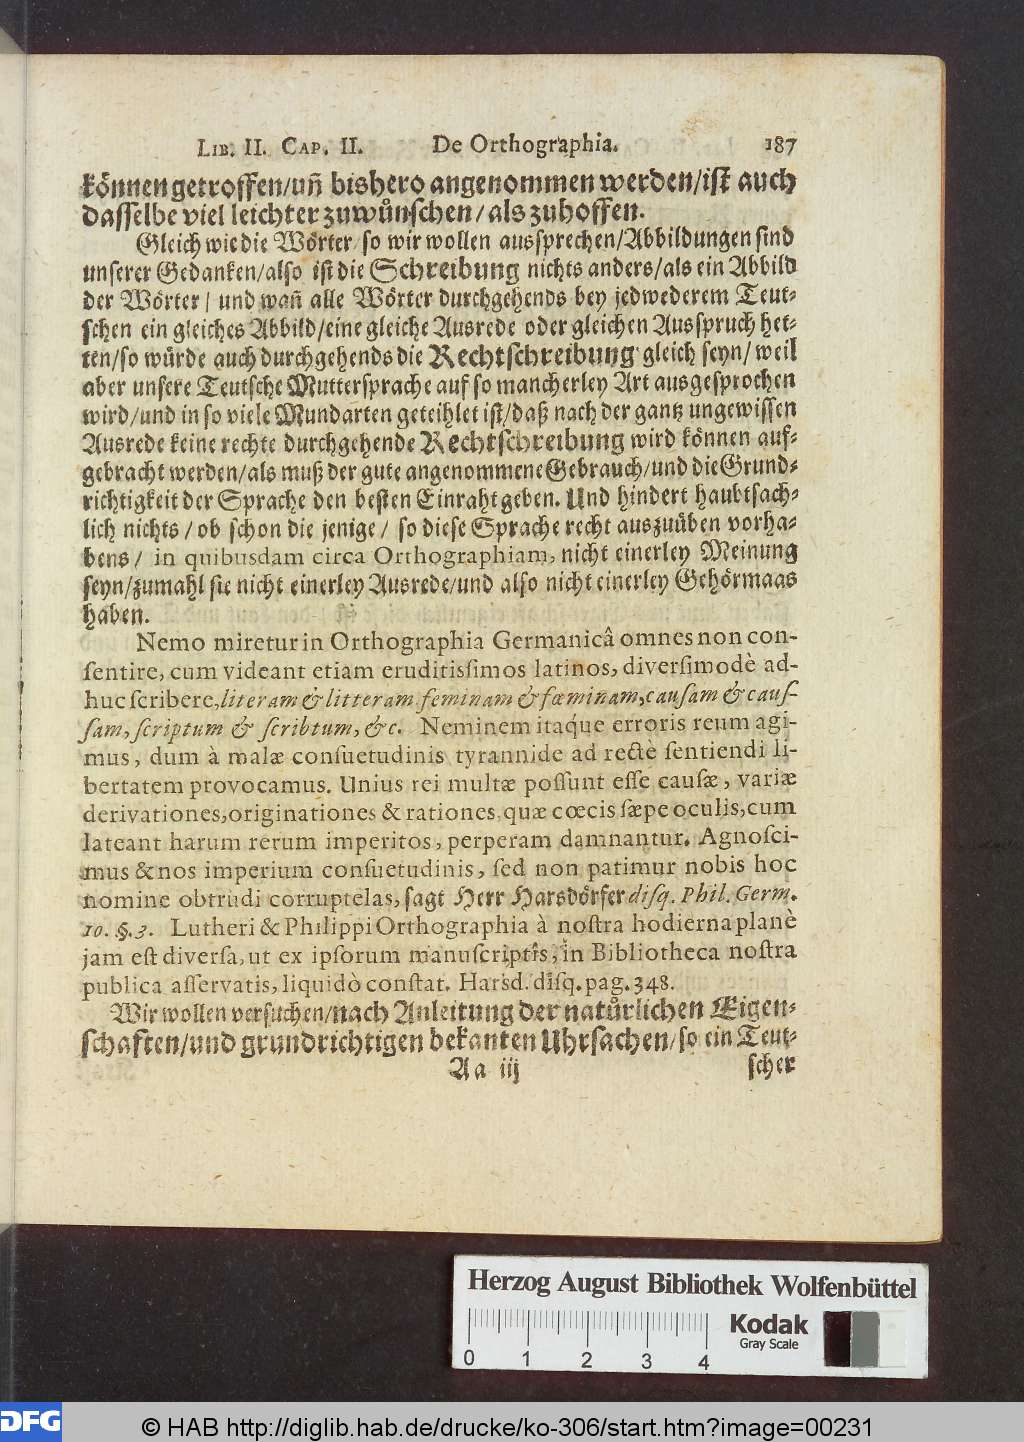 LIB. II. CAP. II. De Orthographia. 187
können getroffen/uñ bishero angenommen werden/ist auch
dasselbe viel leichter zuwůnschen/als zuhoffen.
Gleich wie die Wörter so wir wollen aussprechen/Abbildungen sind
unserer Gedanken/also ist die Schreibung nichts anders/als ein Abbild
der Wörter/ und wañ alle Wörter durchgehends bey jedwederem Teut-
schen ein gleiches Abbild/eine gleiche Ausrede oder gleichen Ausspruch het-
ten/so würde auch durchgehends die Rechtschreibung gleich seyn/ weil
aber unsere Teutsche Muttersprache auf so mancherley Art ausgesprochen
wird/und in so viele Mundarten geteihlet ist/daß nach der gantz ungewissen
Ausrede keine rechte durchgehende Rechtschreibung wird können auf-
gebracht werden/als muß der gute angenommene Gebrauch/und die Grund-
richtigkeit der Sprache den besten Einraht geben. Und hindert haubtsach-
lich nichts/ ob schon die jenige/ so diese Sprache recht auszuüben vorha-
bens/ in quibusdam circa Orthographiam, nicht einerley Meinung
seyn/zumahl sie nicht einerley Ausrede/und also nicht einerley Gehörmaas
haben.
Nemo miretur in Orthographia Germanicâ omnes non con-
sentire, cum videant etiam eruditissimos latinos, diversimodè ad-
huc scribere, literam & litteram feminam & fœminam, causam & caus-
sam, scriptum & scribtum, &c. Neminem itaque erroris reum agi-
mus, dum à malæ consuetudinis tyrannide ad rectè sentiendi li-
bertatem provocamus. Unius rei multæ possunt esse causæ, variæ
derivationes, originationes & rationes, quæ cœcis sæpe oculis, cum
lateant harum rerum imperitos, perperam damnantur. Agnosci-
mus & nos imperium consuetudinis, sed non patimur nobis hoc
nomine obtrudi corruptelas, sagt Herr Harsdörfer disq. Phil. Germ.
10. §. 3. Lutheri & Philippi Orthographia à nostra hodierna planè
jam est diversa, ut ex ipsorum manuscriptis, in Bibliotheca nostra
publica asservatis, liquidò constat. Harsd. disq. pag. 348.
Wir wollen versuchen/nach Anleitung der natůrlichen Eigen-
schaften/und grundrichtigen bekanten Uhrsachen/so ein Teut-
Aa iij scher
Herzog August Bibliothek Wolfenbüttel
0 1 2 3 4
Kodak
Gray Scale
DFG
© HAB http://diglib.hab.de/drucke/ko-306/start.htm?image=00231